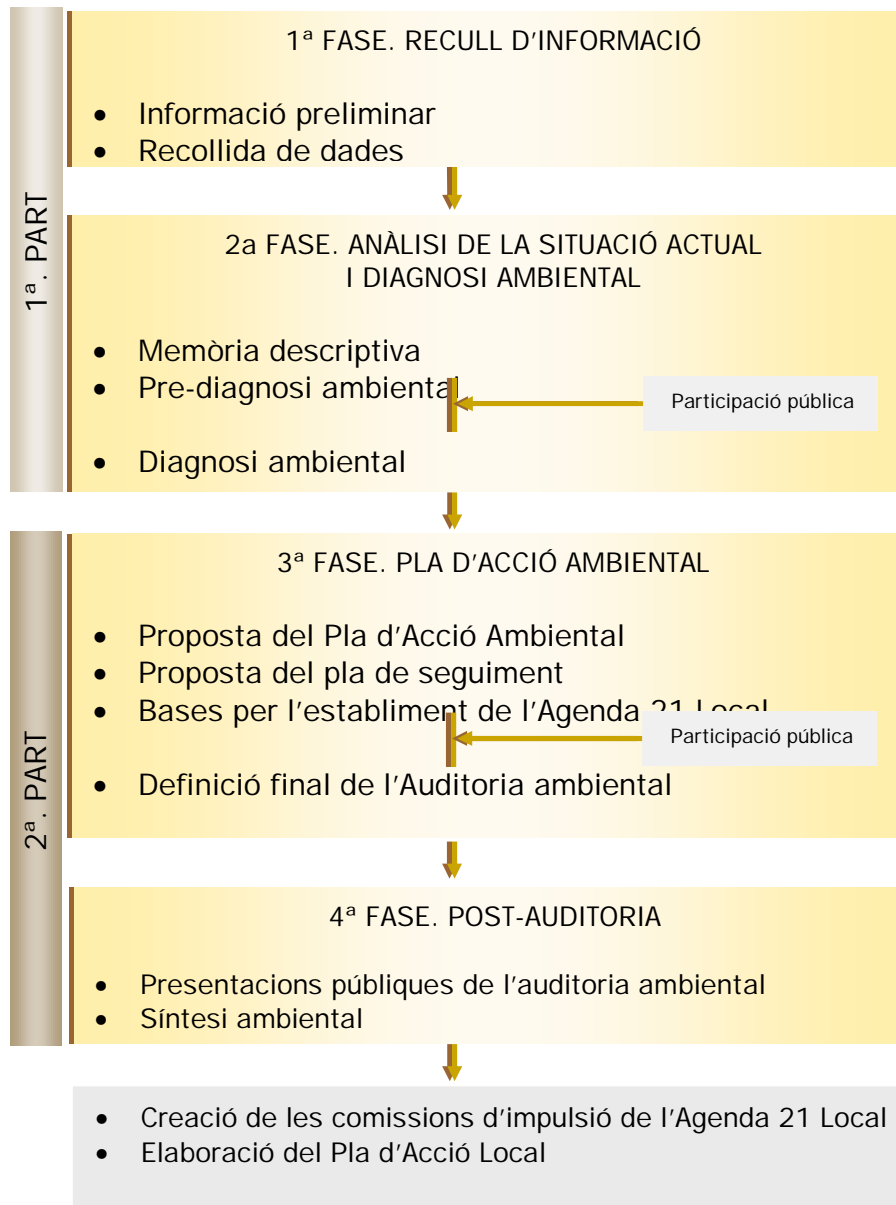 1ª. PART
1ª FASE. RECULL D'INFORMACIÓ
• Informació preliminar
• Recollida de dades
2a FASE. ANÀLISI DE LA SITUACIÓ ACTUAL
I DIAGNOSI AMBIENTAL
• Memòria descriptiva
• Pre-diagnosi ambiental
Participació pública
• Diagnosi ambiental
2ª. PART
3ª FASE. PLA D'ACCIÓ AMBIENTAL
• Proposta del Pla d'Acció Ambiental
• Proposta del pla de seguiment
• Bases per l'establiment de l'Agenda 21 Local
Participació pública
• Definició final de l'Auditoria ambiental
4ª FASE. POST-AUDITORIA
• Presentacions públiques de l'auditoria ambiental
• Síntesi ambiental
• Creació de les comissions d'impulsió de l'Agenda 21 Local
• Elaboració del Pla d'Acció Local